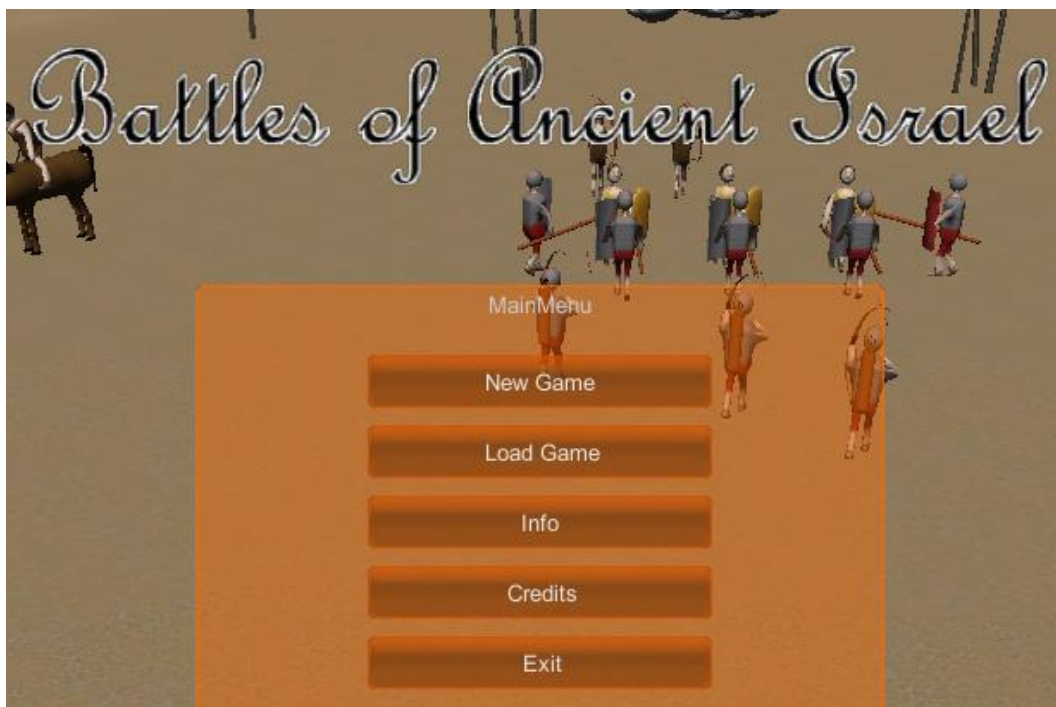 Battles of Ancient Israel
MainMenu
New Game
Load Game
Info
Credits
Exit